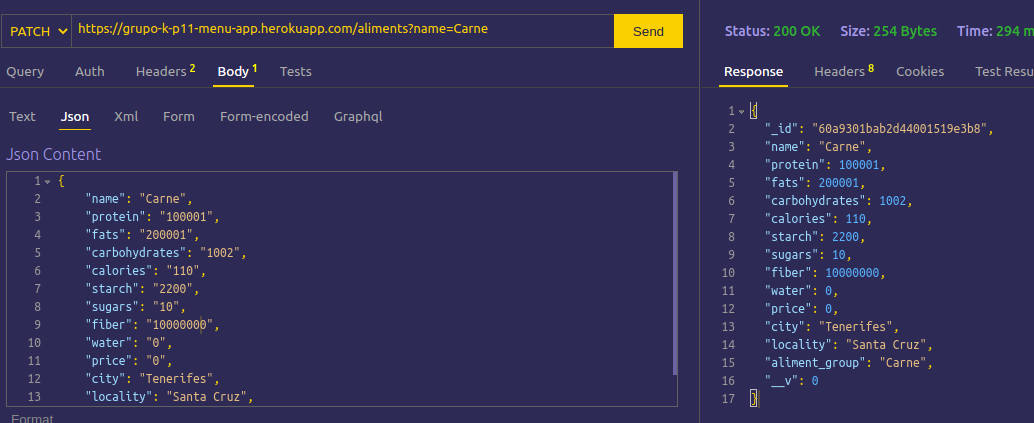 PATCH https://grupo-k-p11-menu-app.herokuapp.com/aliments?name=Carne Send
Query Auth Headers 2 Body 1 Tests
Text Json Xml Form Form-encoded Graphql
Json Content
1 {
2 "name": "Carne",
3 "protein": "100001",
4 "fats": "200001",
5 "carbohydrates": "1002",
6 "calories": "110",
7 "starch": "2200",
8 "sugars": "10",
9 "fiber": "10000000",
10 "water": "0",
11 "price": "0",
12 "city": "Tenerifes",
13 "locality": "Santa Cruz",
Format
Status: 200 OK Size: 254 Bytes Time: 294 m
Response Headers 8 Cookies Test Resu
1 {
2 "_id": "60a9301bab2d44001519e3b8",
3 "name": "Carne",
4 "protein": 100001,
5 "fats": 200001,
6 "carbohydrates": 1002,
7 "calories": 110,
8 "starch": 2200,
9 "sugars": 10,
10 "fiber": 10000000,
11 "water": 0,
12 "price": 0,
13 "city": "Tenerifes",
14 "locality": "Santa Cruz",
15 "aliment_group": "Carne",
16 "__v": 0
17 }